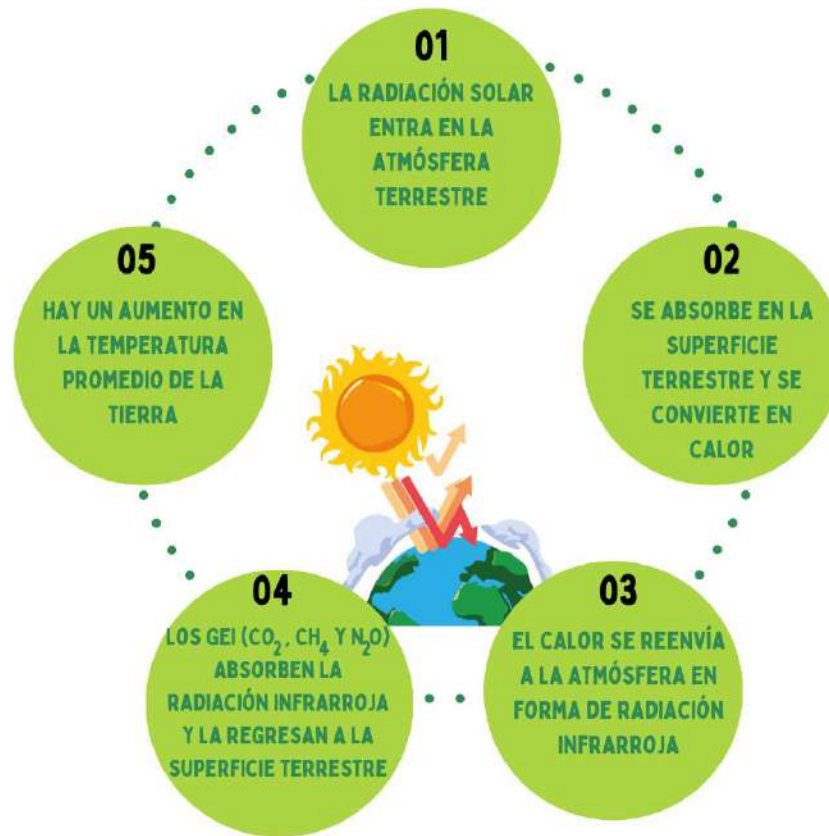 01
LA RADIACIÓN SOLAR
ENTRA EN LA
ATMÓSFERA
TERRESTRE
02
SE ABSORBE EN LA
SUPERFICIE
TERRESTRE Y SE
CONVIERTE EN
CALOR
03
EL CALOR SE REENVÍA
A LA ATMÓSFERA EN
FORMA DE RADIACIÓN
INFRARROJA
04
LOS GEI (CO₂, CH₄ Y N₂O)
ABSORBEN LA
RADIACIÓN INFRARROJA
Y LA REGRESAN A LA
SUPERFICIE TERRESTRE
05
HAY UN AUMENTO EN
LA TEMPERATURA
PROMEDIO DE LA
TIERRA